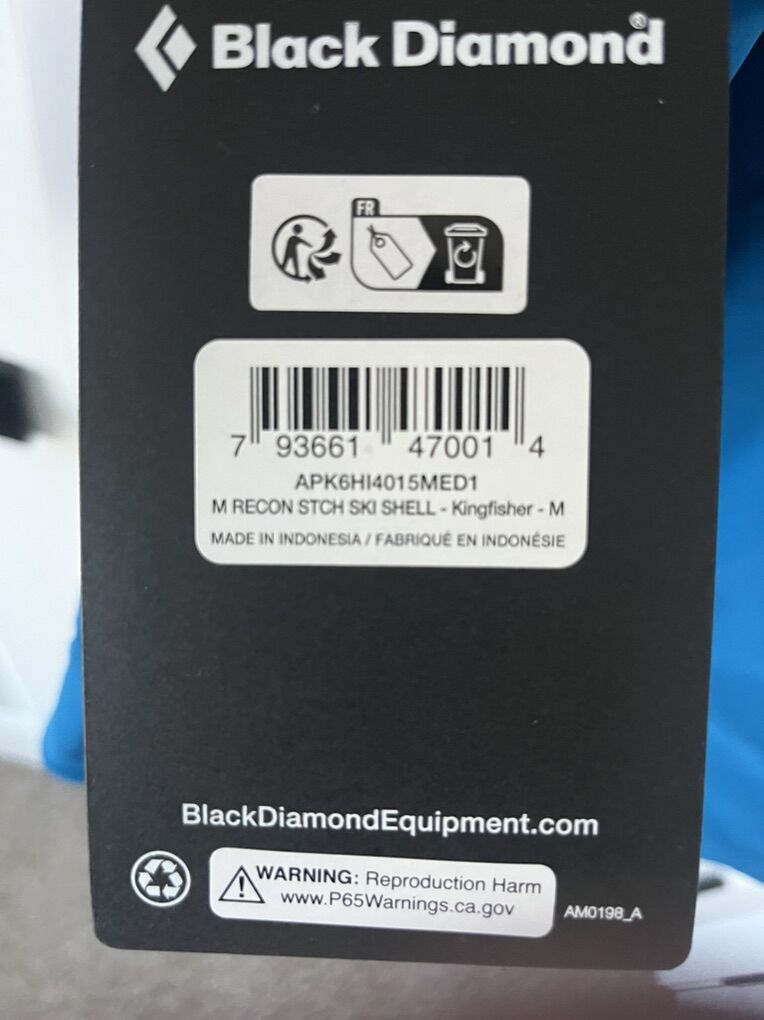 Black Diamond®
FR
7 93661 47001 4
APK6HI4015MED1
M RECON STCH SKI SHELL - Kingfisher - M
MADE IN INDONESIA / FABRIQUÉ EN INDONÉSIE
BlackDiamondEquipment.com
WARNING: Reproduction Harm
www.P65Warnings.ca.gov
AM0198_A